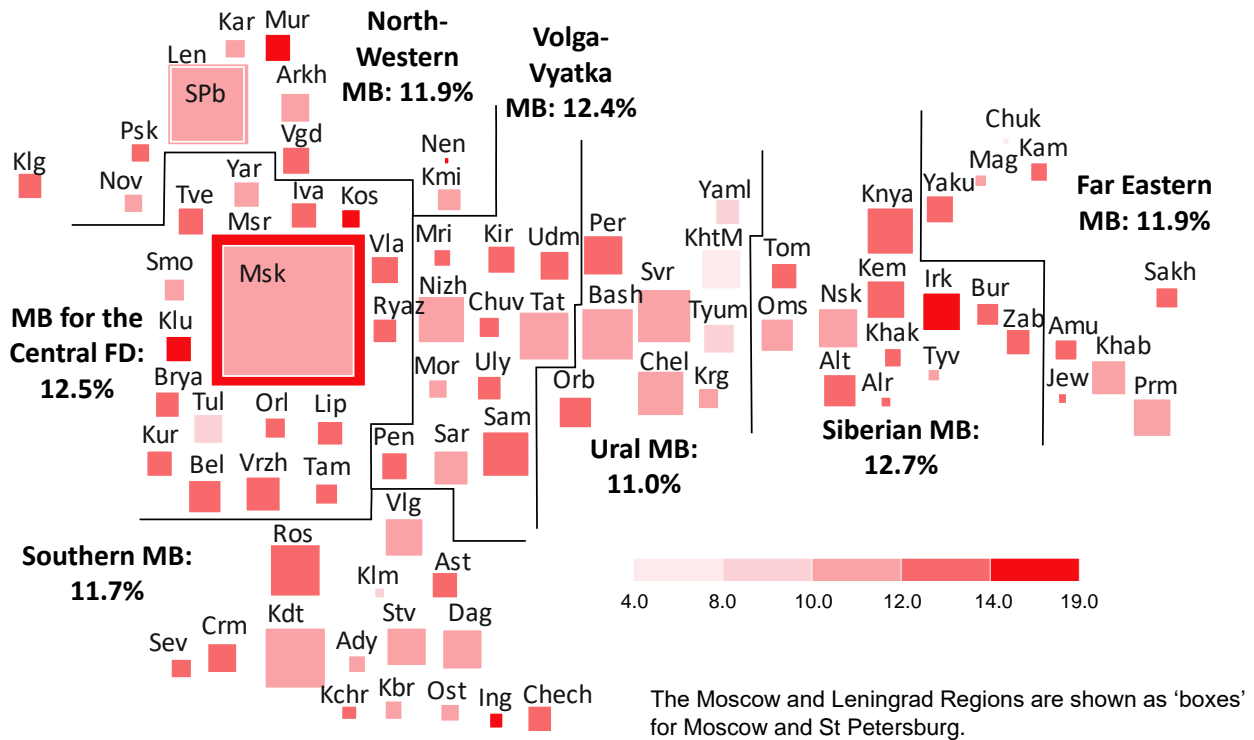 Kar
Mur
North-
Western
MB: 11.9%
Volga-
Vyatka
MB: 12.4%
Len
SPb
Arkh
Psk
Vgd
Klg
Nov
Nen
Kmi
Chuk
Mag
Kam
Far Eastern
MB: 11.9%
Yar
Tve
Iva
Kos
Msr
Msk
Vla
Smo
Klu
Ryaz
MB for the
Central FD:
12.5%
Brya
Tul
Orl
Lip
Kur
Bel
Vrzh
Tam
Mri
Kir
Udm
Nizh
Chuv
Tat
Mor
Uly
Pen
Sar
Sam
Per
Yaml
KhtM
Svr
Bash
Tyum
Chel
Krg
Orb
Ural MB:
11.0%
Tom
Oms
Knya
Kem
Nsk
Khak
Irk
Bur
Zab
Alt
Alr
Tyv
Siberian MB:
12.7%
Yaku
Sakh
Amu
Khab
Jew
Prm
Southern MB:
11.7%
Ros
Vlg
Klm
Ast
Sev
Crm
Kdt
Ady
Stv
Dag
Kchr
Kbr
Ost
Ing
Chech
4.0 8.0 10.0 12.0 14.0 19.0
The Moscow and Leningrad Regions are shown as ‘boxes’
for Moscow and St Petersburg.